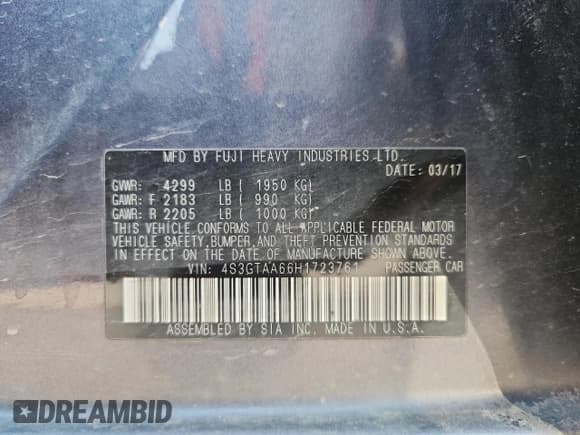 MFD BY FUJI HEAVY INDUSTRIES LTD.
DATE: 03/17
GVWR: 4299 LB ( 1950 KG)
GAWR: F 2183 LB ( 990 KG)
GAWR: R 2205 LB ( 1000 KG)
THIS VEHICLE CONFORMS TO ALL APPLICABLE FEDERAL MOTOR
VEHICLE SAFETY, BUMPER, AND THEFT PREVENTION STANDARDS
IN EFFECT ON THE DATE OF MANUFACTURE SHOWN ABOVE.
VIN: 4S3GTAA66H1723761 PASSENGER CAR
ASSEMBLED BY SIA INC. MADE IN U.S.A.
DREAMBID